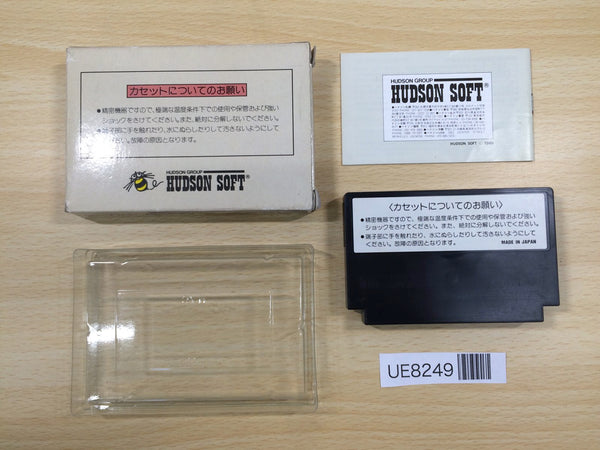 カセットについてのお願い
●精密機器ですので、極端な温度条件下での使用や保管および強い
ショックをさけてください。また、絶対に分解しないでください。
●端子部に手を触れたり、水にぬらしたりして汚さないようにして
ください。故障の原因となります。
HUDSON GROUP
HUDSON SOFT®
HUDSON GROUP
HUDSON SOFT®
HUDSON SOFT
〈カセットについてのお願い〉
●精密機器ですので、極端な温度条件下での使用や保管および強い
ショックをさけてください。また、絶対に分解しないでください。
●端子部に手を触れたり、水にぬらしたりして汚さないようにして
ください。故障の原因となります。
MADE IN JAPAN
UE8249